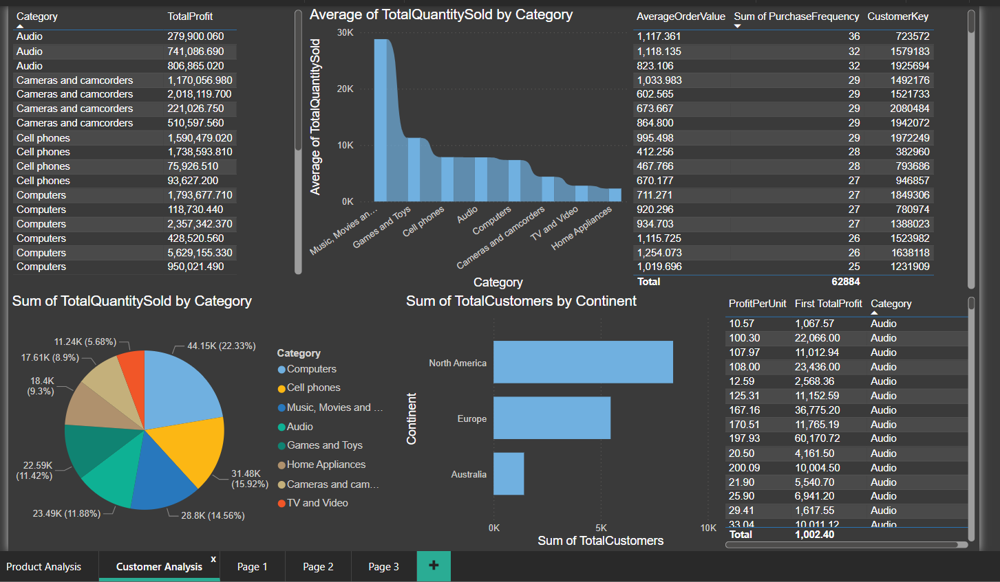 Category TotalProfit
Audio 279,900.060
Audio 741,086.690
Audio 806,865.020
Cameras and camcorders 1,170,056.980
Cameras and camcorders 2,018,119.700
Cameras and camcorders 221,026.750
Cameras and camcorders 510,597.560
Cell phones 1,590,479.020
Cell phones 1,738,593.810
Cell phones 75,926.510
Cell phones 93,627.200
Computers 1,793,677.710
Computers 118,730.440
Computers 2,357,342.370
Computers 428,520.560
Computers 5,629,155.330
Computers 950,021.490
Average of TotalQuantitySold by Category
Average of TotalQuantitySold
30K
20K
10K
0K
Music, Movies an...
Games and Toys
Cell phones
Audio
Computers
Cameras and camcorders
TV and Video
Home Appliances
Category
AverageOrderValue Sum of PurchaseFrequency CustomerKey
1,117.361 36 723572
1,118.135 32 1579183
823.106 32 1925694
1,033.983 29 1492176
602.565 29 1521733
673.667 29 2080484
864.800 29 1942072
995.498 29 1972249
412.256 28 382960
467.766 28 793686
670.177 27 946857
711.271 27 1849306
920.296 27 780974
934.703 27 1388023
1,115.725 26 1523982
1,254.073 26 1638118
1,019.696 25 1231909
Total 62884
Sum of TotalQuantitySold by Category
44.15K (22.33%)
31.48K
(15.92%)
28.8K (14.56%)
23.49K (11.88%)
22.59K
(11.42%)
18.4K
(9.3%)
17.61K (8.9%)
11.24K (5.68%)
Category
Computers
Cell phones
Music, Movies and ...
Audio
Games and Toys
Home Appliances
Cameras and cam...
TV and Video
Sum of TotalCustomers by Continent
Continent
North America
Europe
Australia
0K 5K 10K
Sum of TotalCustomers
ProfitPerUnit First TotalProfit Category
10.57 1,067.57 Audio
100.30 22,066.00 Audio
107.97 11,012.94 Audio
108.00 23,436.00 Audio
12.59 2,568.36 Audio
125.31 11,152.59 Audio
167.16 36,775.20 Audio
170.51 11,765.19 Audio
197.93 60,170.72 Audio
20.50 4,161.50 Audio
200.09 10,004.50 Audio
21.90 5,540.70 Audio
25.90 6,941.20 Audio
29.41 1,617.55 Audio
33.04 10,011.12 Audio
Total 1,002.40
Product Analysis Customer Analysis x Page 1 Page 2 Page 3 +